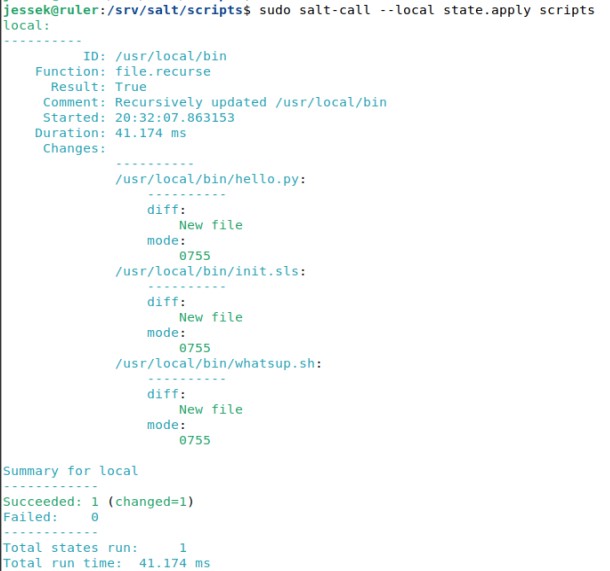 jessek@ruler:/srv/salt/scripts$ sudo salt-call --local state.apply scripts
local:
----------
          ID: /usr/local/bin
    Function: file.recurse
      Result: True
     Comment: Recursively updated /usr/local/bin
     Started: 20:32:07.863153
    Duration: 41.174 ms
     Changes:
              ----------
              /usr/local/bin/hello.py:
                  ----------
                  diff:
                      New file
                  mode:
                      0755
              /usr/local/bin/init.sls:
                  ----------
                  diff:
                      New file
                  mode:
                      0755
              /usr/local/bin/whatsup.sh:
                  ----------
                  diff:
                      New file
                  mode:
                      0755

Summary for local
------------
Succeeded: 1 (changed=1)
Failed:    0
------------
Total states run:     1
Total run time:  41.174 ms